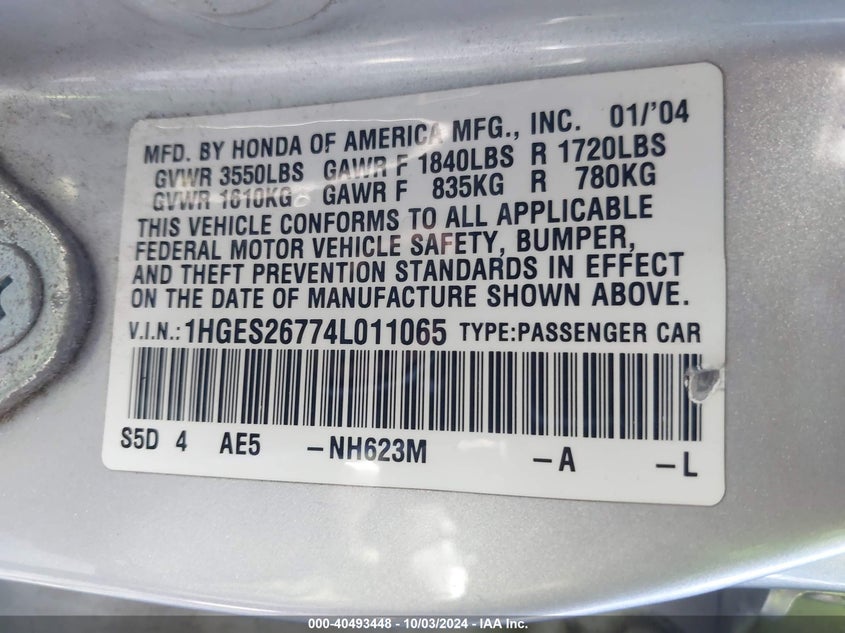 MFD. BY HONDA OF AMERICA MFG., INC. 01/'04
GVWR 3550LBS GAWR F 1840LBS R 1720LBS
GVWR 1610KG GAWR F 835KG R 780KG
THIS VEHICLE CONFORMS TO ALL APPLICABLE
FEDERAL MOTOR VEHICLE SAFETY, BUMPER,
AND THEFT PREVENTION STANDARDS IN EFFECT
ON THE DATE OF MANUFACTURE SHOWN ABOVE.
V.I.N.: 1HGES26774L011065 TYPE:PASSENGER CAR
S5D 4 AE5 –NH623M –A –L
000-40493448 - 10/03/2024 - IAA Inc.